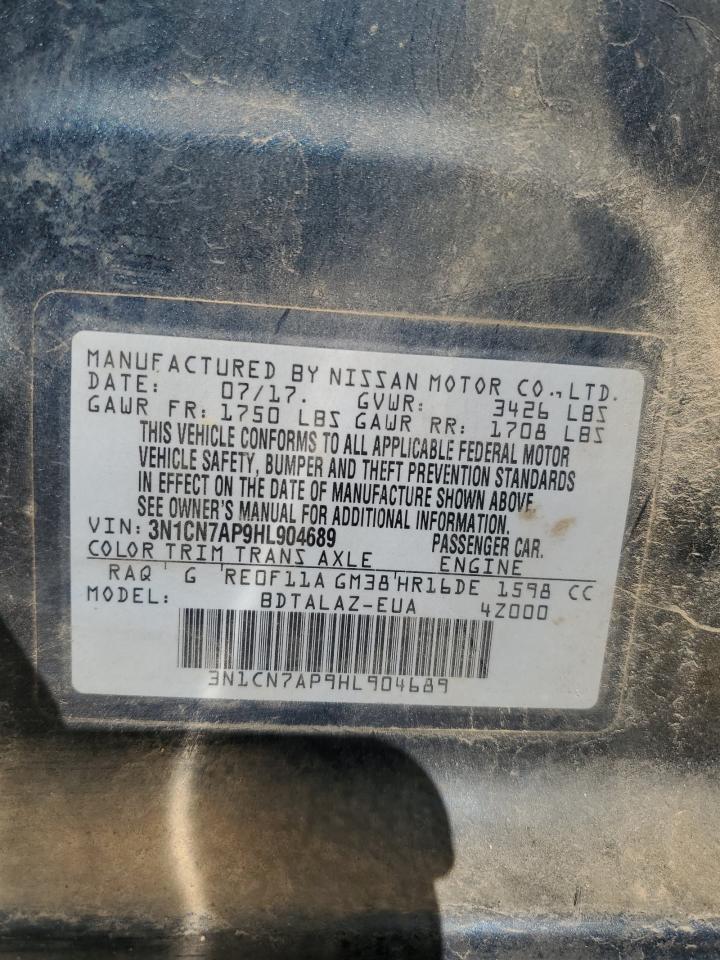 MANUFACTURED BY NISSAN MOTOR CO., LTD.
DATE: 07/17. GVWR: 3426 LBS
GAWR FR: 1750 LBS GAWR RR: 1708 LBS
THIS VEHICLE CONFORMS TO ALL APPLICABLE FEDERAL MOTOR
VEHICLE SAFETY, BUMPER AND THEFT PREVENTION STANDARDS
IN EFFECT ON THE DATE OF MANUFACTURE SHOWN ABOVE.
SEE OWNER'S MANUAL FOR ADDITIONAL INFORMATION.
VIN: 3N1CN7AP9HL904689 PASSENGER CAR.
COLOR TRIM TRANS AXLE ENGINE
RAQ G RE0F11A GM38 HR16DE 1598 CC
MODEL: BDTALAZ-EUA 4Z000
3N1CN7AP9HL904689